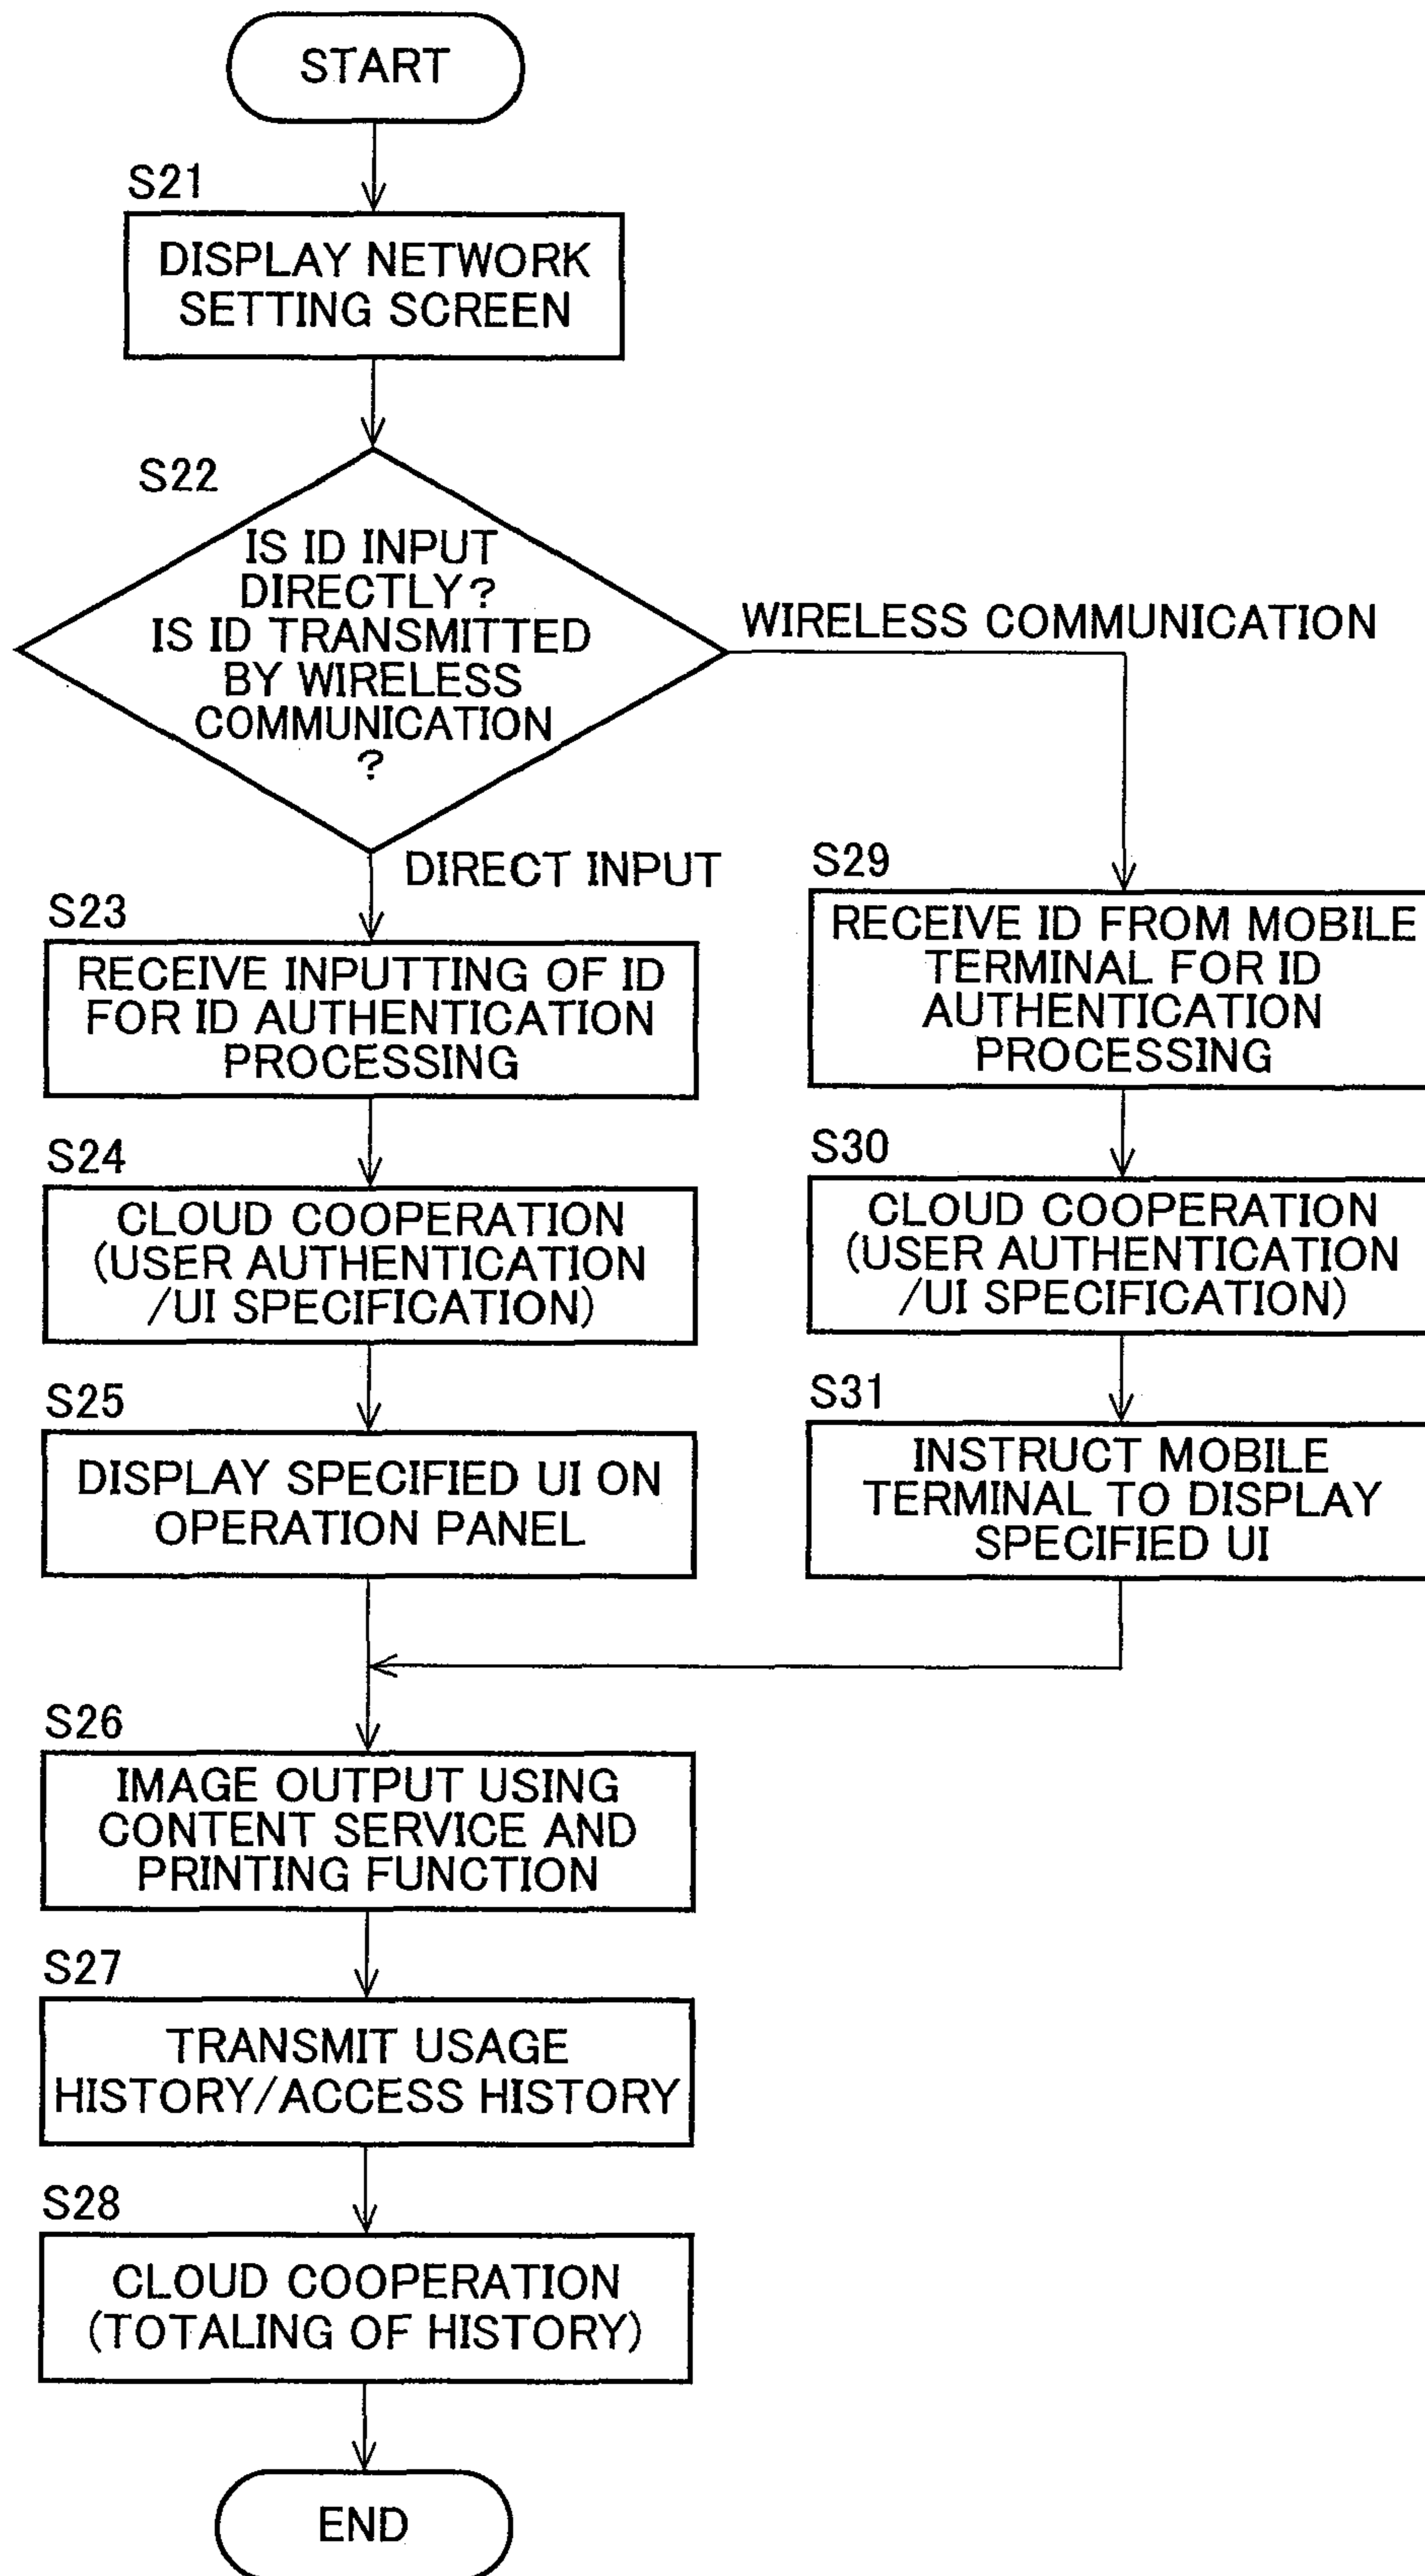 START
S21
DISPLAY NETWORK
SETTING SCREEN
S22
IS ID INPUT
DIRECTLY?
IS ID TRANSMITTED
BY WIRELESS
COMMUNICATION
?
WIRELESS COMMUNICATION
DIRECT INPUT
S23
RECEIVE INPUTTING OF ID
FOR ID AUTHENTICATION
PROCESSING
S24
CLOUD COOPERATION
(USER AUTHENTICATION
/UI SPECIFICATION)
S25
DISPLAY SPECIFIED UI ON
OPERATION PANEL
S29
RECEIVE ID FROM MOBILE
TERMINAL FOR ID
AUTHENTICATION
PROCESSING
S30
CLOUD COOPERATION
(USER AUTHENTICATION
/UI SPECIFICATION)
S31
INSTRUCT MOBILE
TERMINAL TO DISPLAY
SPECIFIED UI
S26
IMAGE OUTPUT USING
CONTENT SERVICE AND
PRINTING FUNCTION
S27
TRANSMIT USAGE
HISTORY/ACCESS HISTORY
S28
CLOUD COOPERATION
(TOTALING OF HISTORY)
END